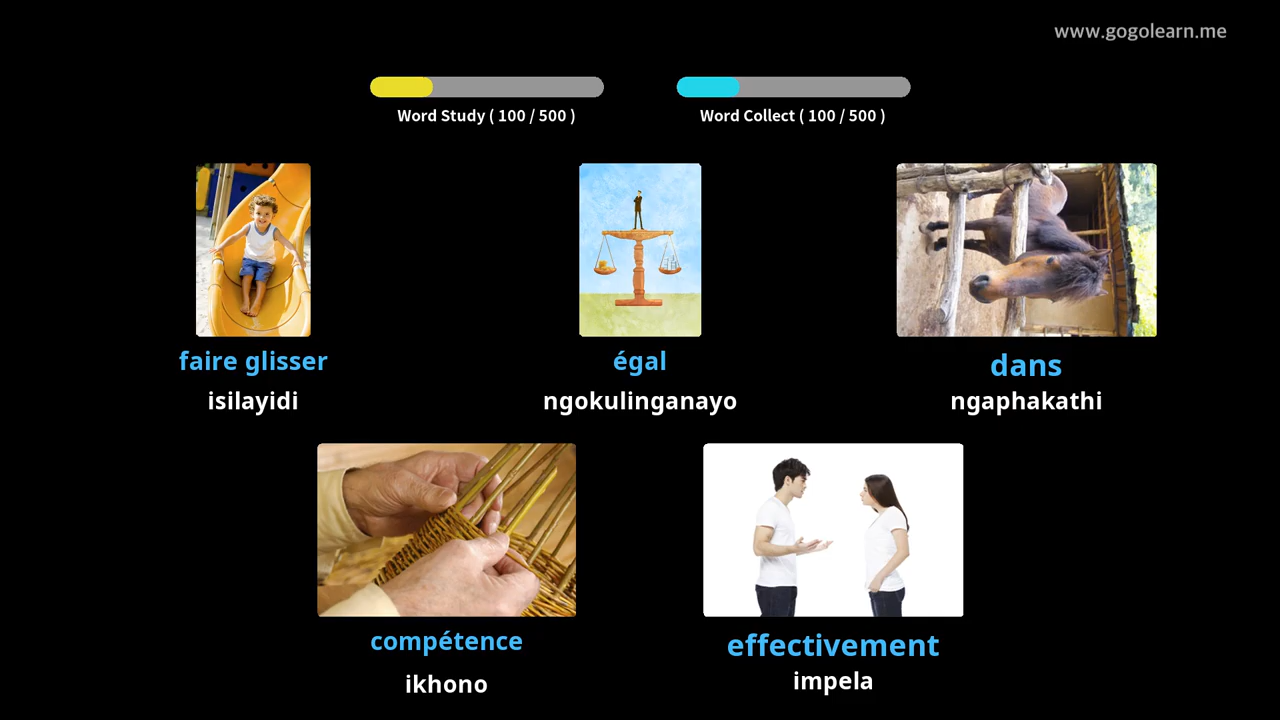 www.gogolearn.me
Word Study ( 100 / 500 )
Word Collect ( 100 / 500 )
faire glisser
isilayidi
égal
ngokulinganayo
dans
ngaphakathi
compétence
ikhono
effectivement
impela